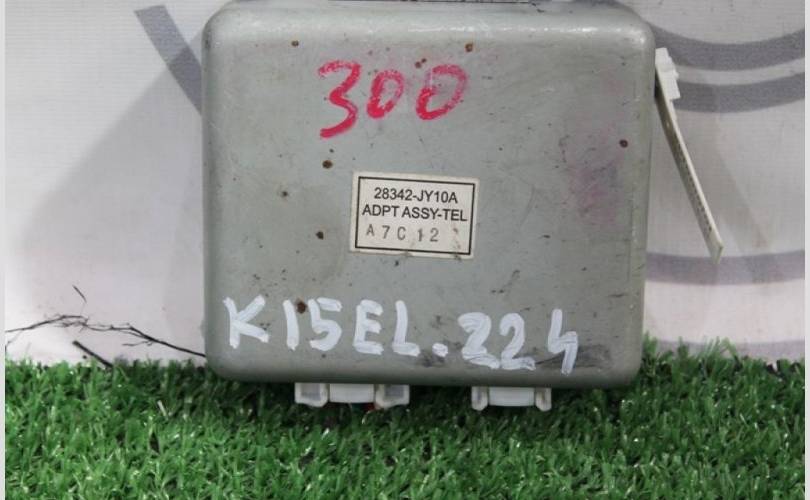 300
28342-JY10A
ADPT ASSY-TEL
A7C12
K15EL.224